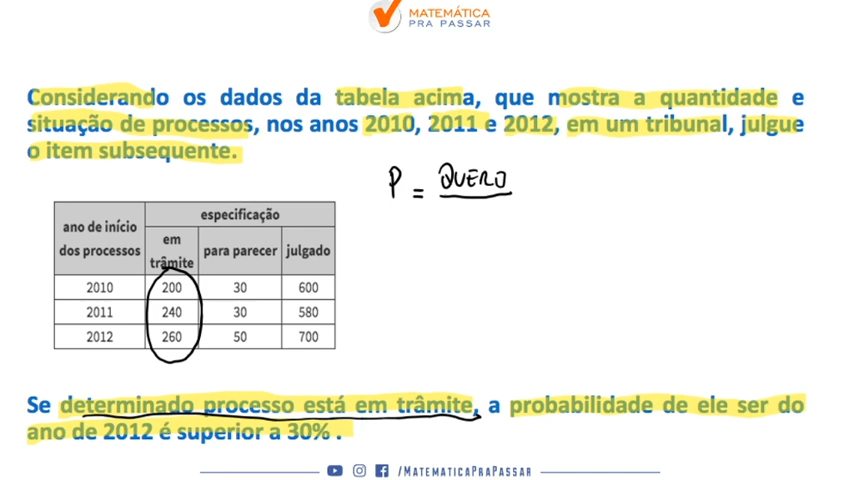 MATEMÁTICA
PRA PASSAR
Considerando os dados da tabela acima, que mostra a quantidade e
situação de processos, nos anos 2010, 2011 e 2012, em um tribunal, julgue
o item subsequente.
P = QUERO
ano de início dos processos especificação
em trâmite para parecer julgado
2010 200 30 600
2011 240 30 580
2012 260 50 700
Se determinado processo está em trâmite, a probabilidade de ele ser do
ano de 2012 é superior a 30% .
/MatematicaPraPassar